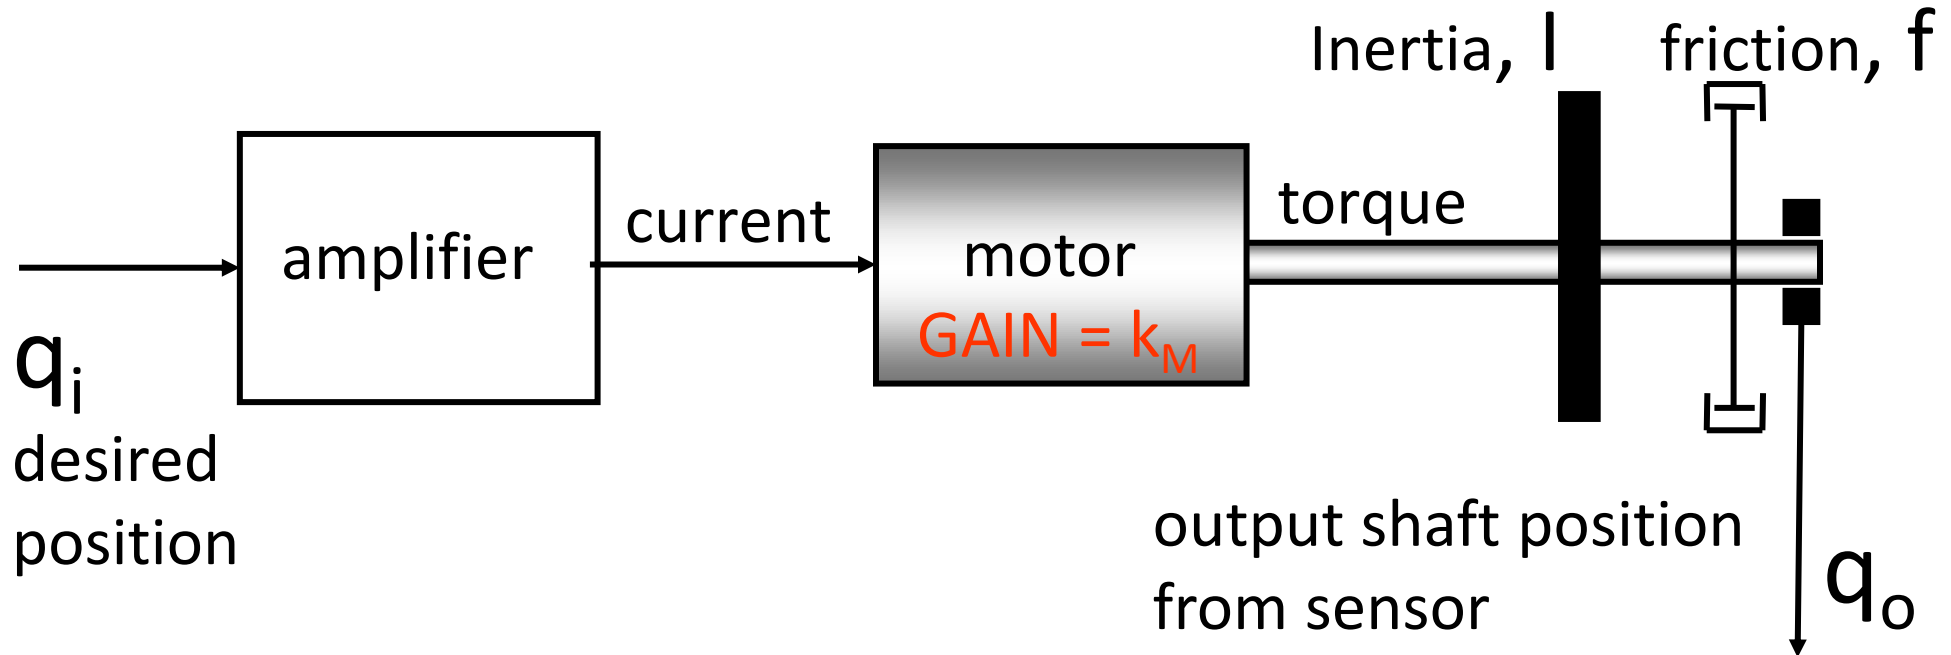 Inertia, I
friction, f
amplifier
current
motor
GAIN = kM
torque
qi
desired
position
output shaft position
from sensor
qo